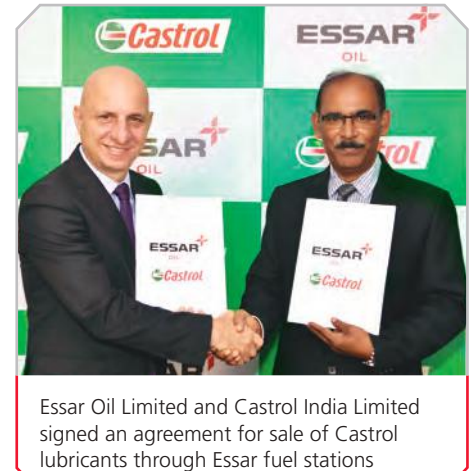 Castrol
ESSAR
OIL
SAR
OIL
trol
ESSAR
OIL
Castrol
ESSAR
OIL
Castrol
Essar Oil Limited and Castrol India Limited
signed an agreement for sale of Castrol
lubricants through Essar fuel stations